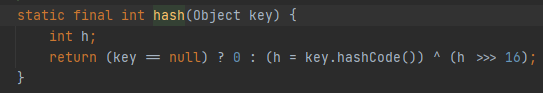 static final int hash(Object key) {
int h;
return (key == null) ? 0 : (h = key.hashCode()) ^ (h >>> 16);
}